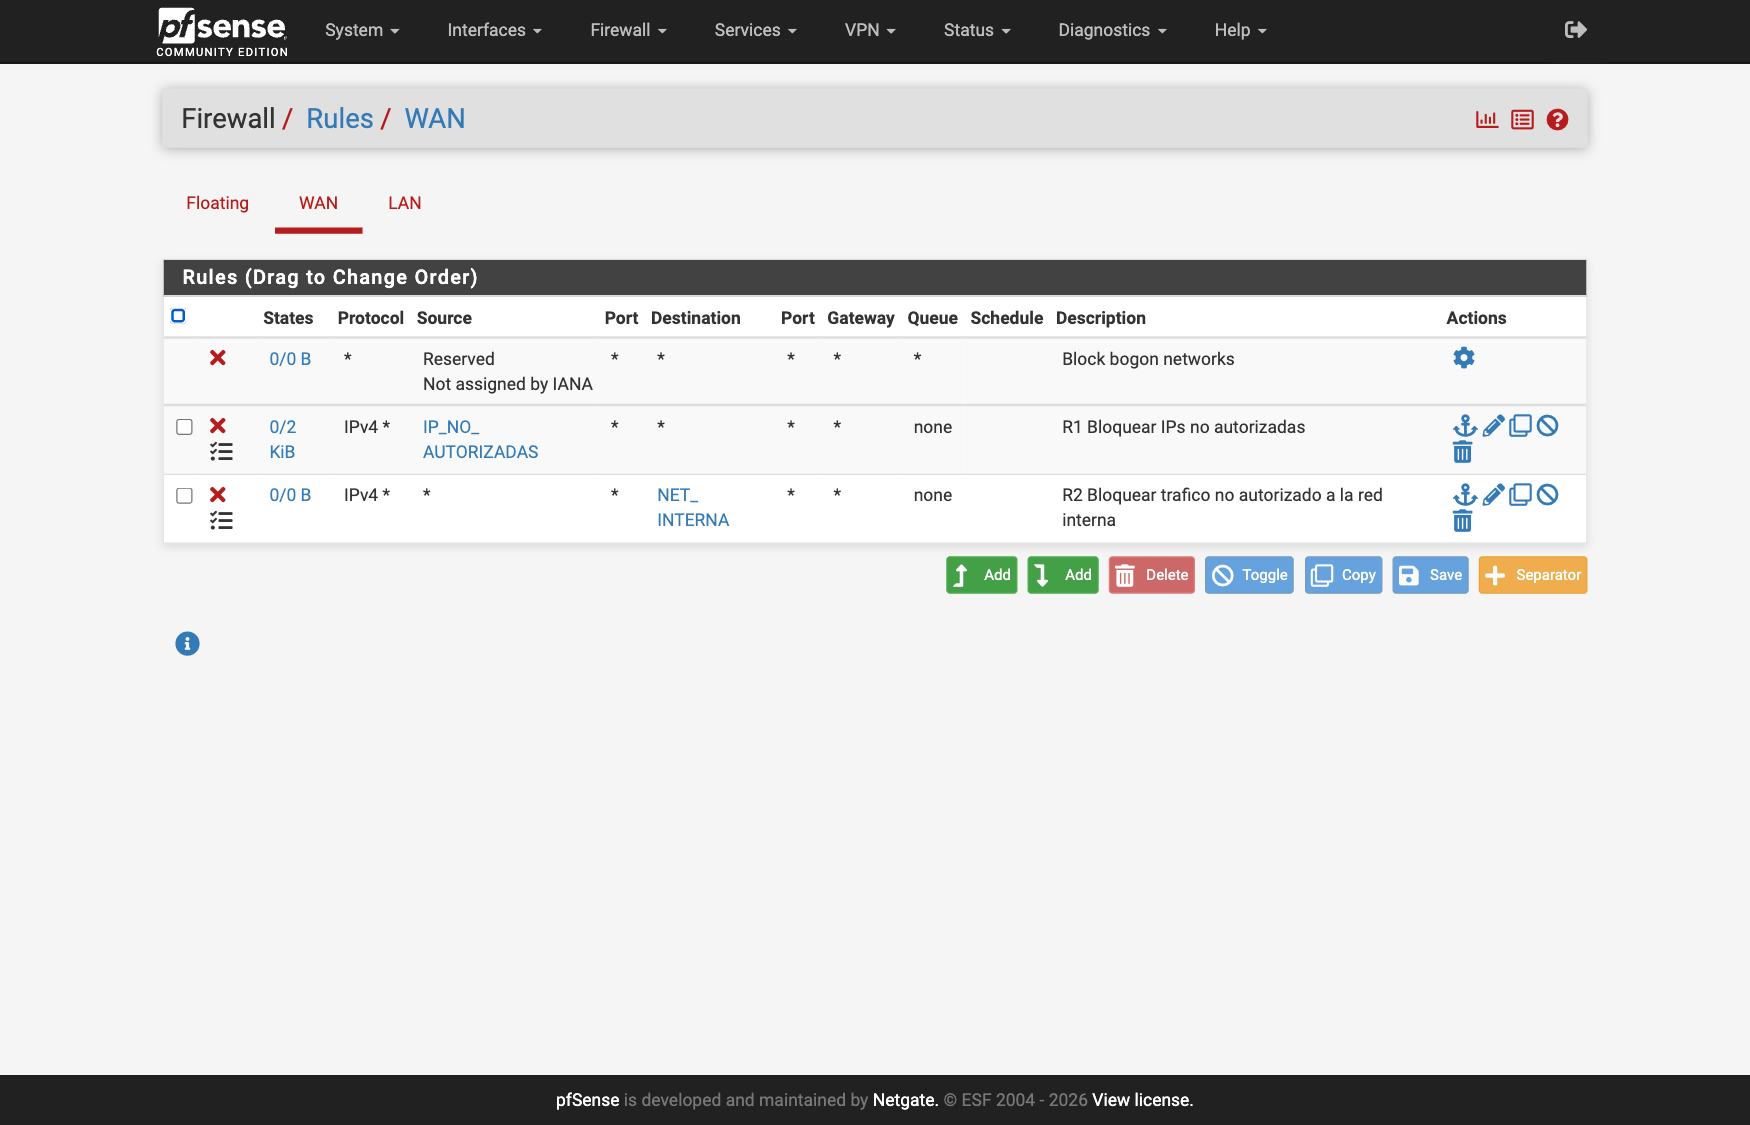 pfsense
COMMUNITY EDITION
System Interfaces Firewall Services VPN Status Diagnostics Help
Firewall / Rules / WAN
Floating WAN LAN
Rules (Drag to Change Order)
States Protocol Source Port Destination Port Gateway Queue Schedule Description Actions
0/0 B * Reserved * * * * * Block bogon networks
Not assigned by IANA
0/2 IPv4 * IP_NO_ * * * * none R1 Bloquear IPs no autorizadas
KiB AUTORIZADAS
0/0 B IPv4 * * * NET_ * * none R2 Bloquear trafico no autorizado a la red
INTERNA interna
Add Add Delete Toggle Copy Save Separator
pfSense is developed and maintained by Netgate. © ESF 2004 - 2026 View license.